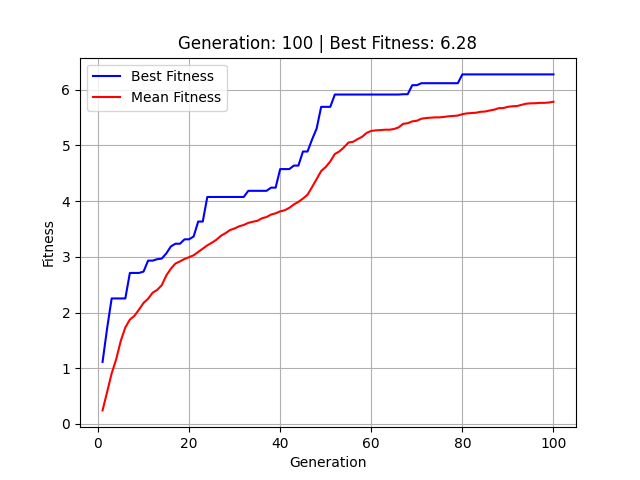 Generation: 100 | Best Fitness: 6.28
Best Fitness
Mean Fitness
Fitness
6
5
4
3
2
1
0
0 20 40 60 80 100
Generation